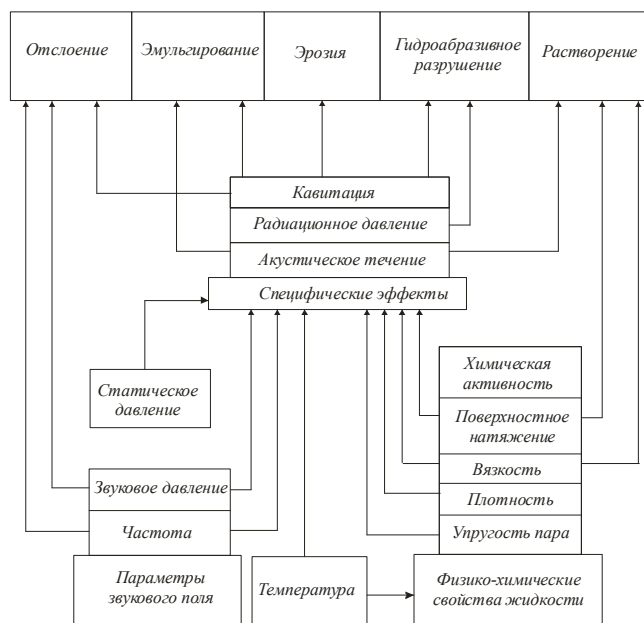 Отслоение
Эмульгирование
Эрозия
Гидроабразивное
разрушение
Растворение
Кавитация
Радиационное давление
Акустическое течение
Специфические эффекты
Статическое
давление
Химическая
активность
Поверхностное
натяжение
Вязкость
Плотность
Упругость пара
Звуковое давление
Частота
Параметры
звукового поля
Температура
Физико-химические
свойства жидкости